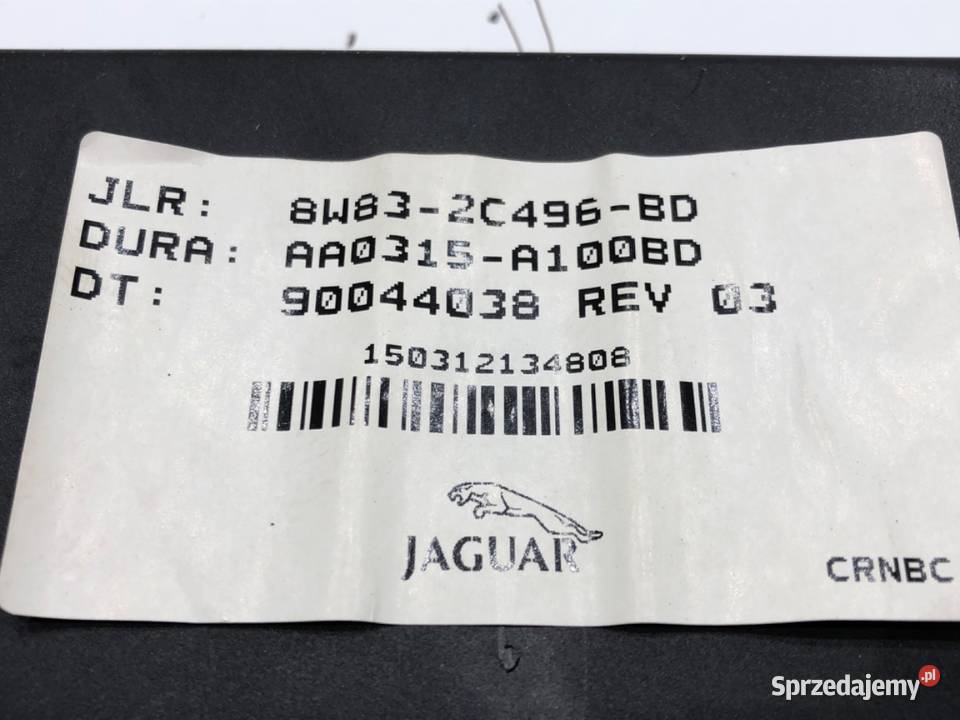 JLR: 8W83-2C496-BD
DURA: AA0315-A100BD
DT: 90044038 REV 03
150312134808
JAGUAR
CRNBC
Sprzedajemy.pl